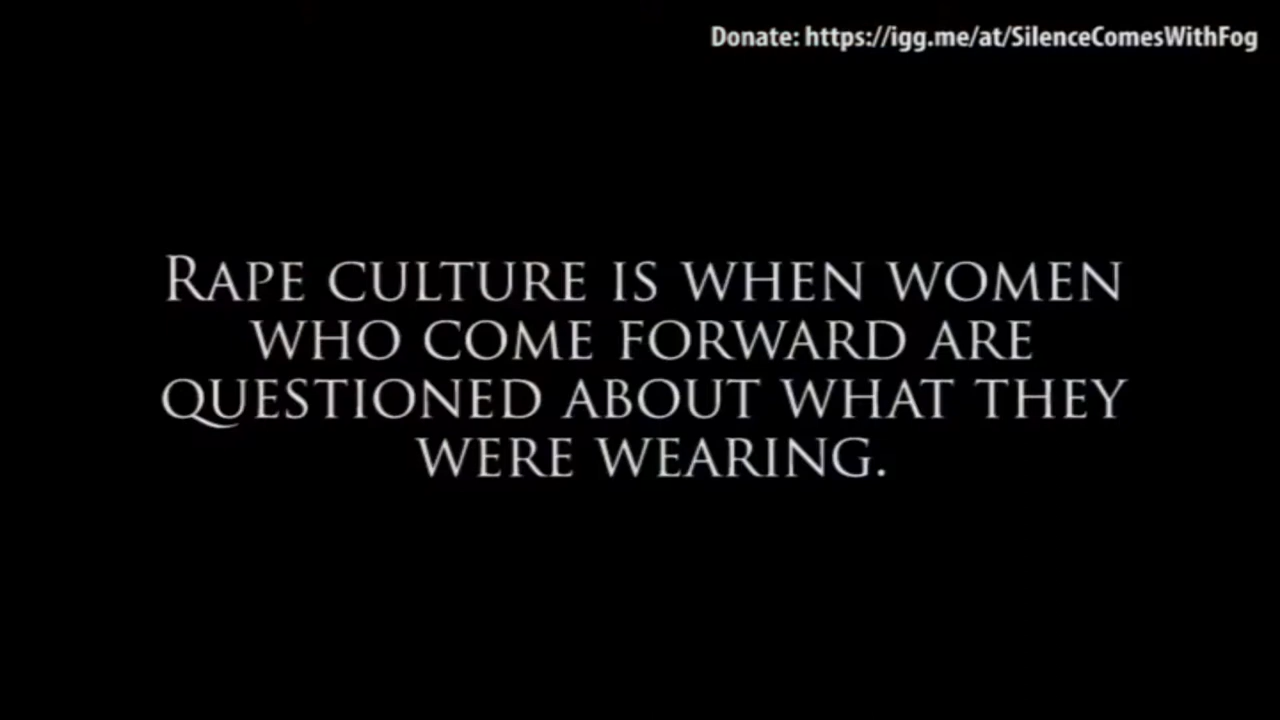 Donate: https://igg.me/at/SilenceComesWithFog
RAPE CULTURE IS WHEN WOMEN
WHO COME FORWARD ARE
QUESTIONED ABOUT WHAT THEY
WERE WEARING.